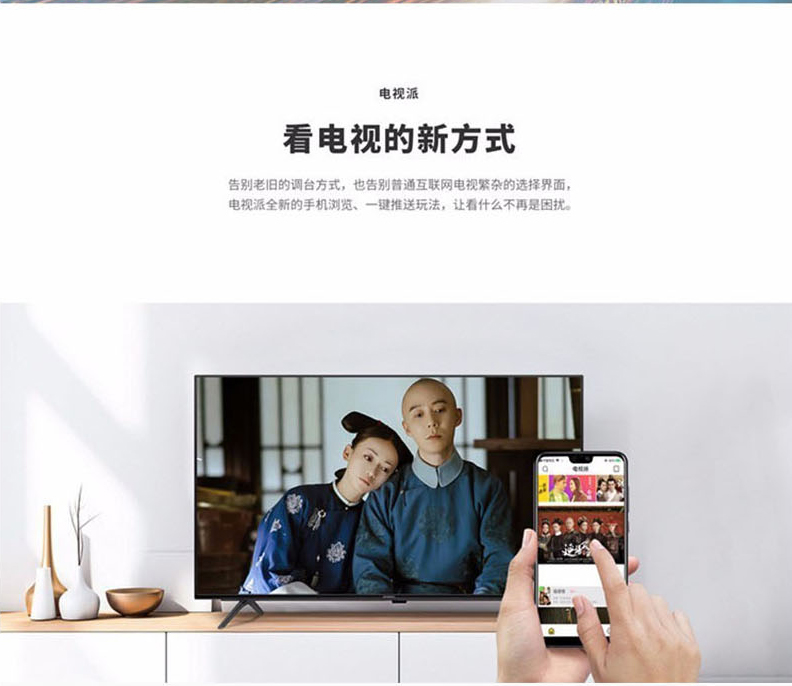 电视派
看电视的新方式
告别老旧的调台方式，也告别普通互联网电视繁杂的选择界面，
电视派全新的手机浏览、一键推送玩法，让看什么不再是困扰。
电视派